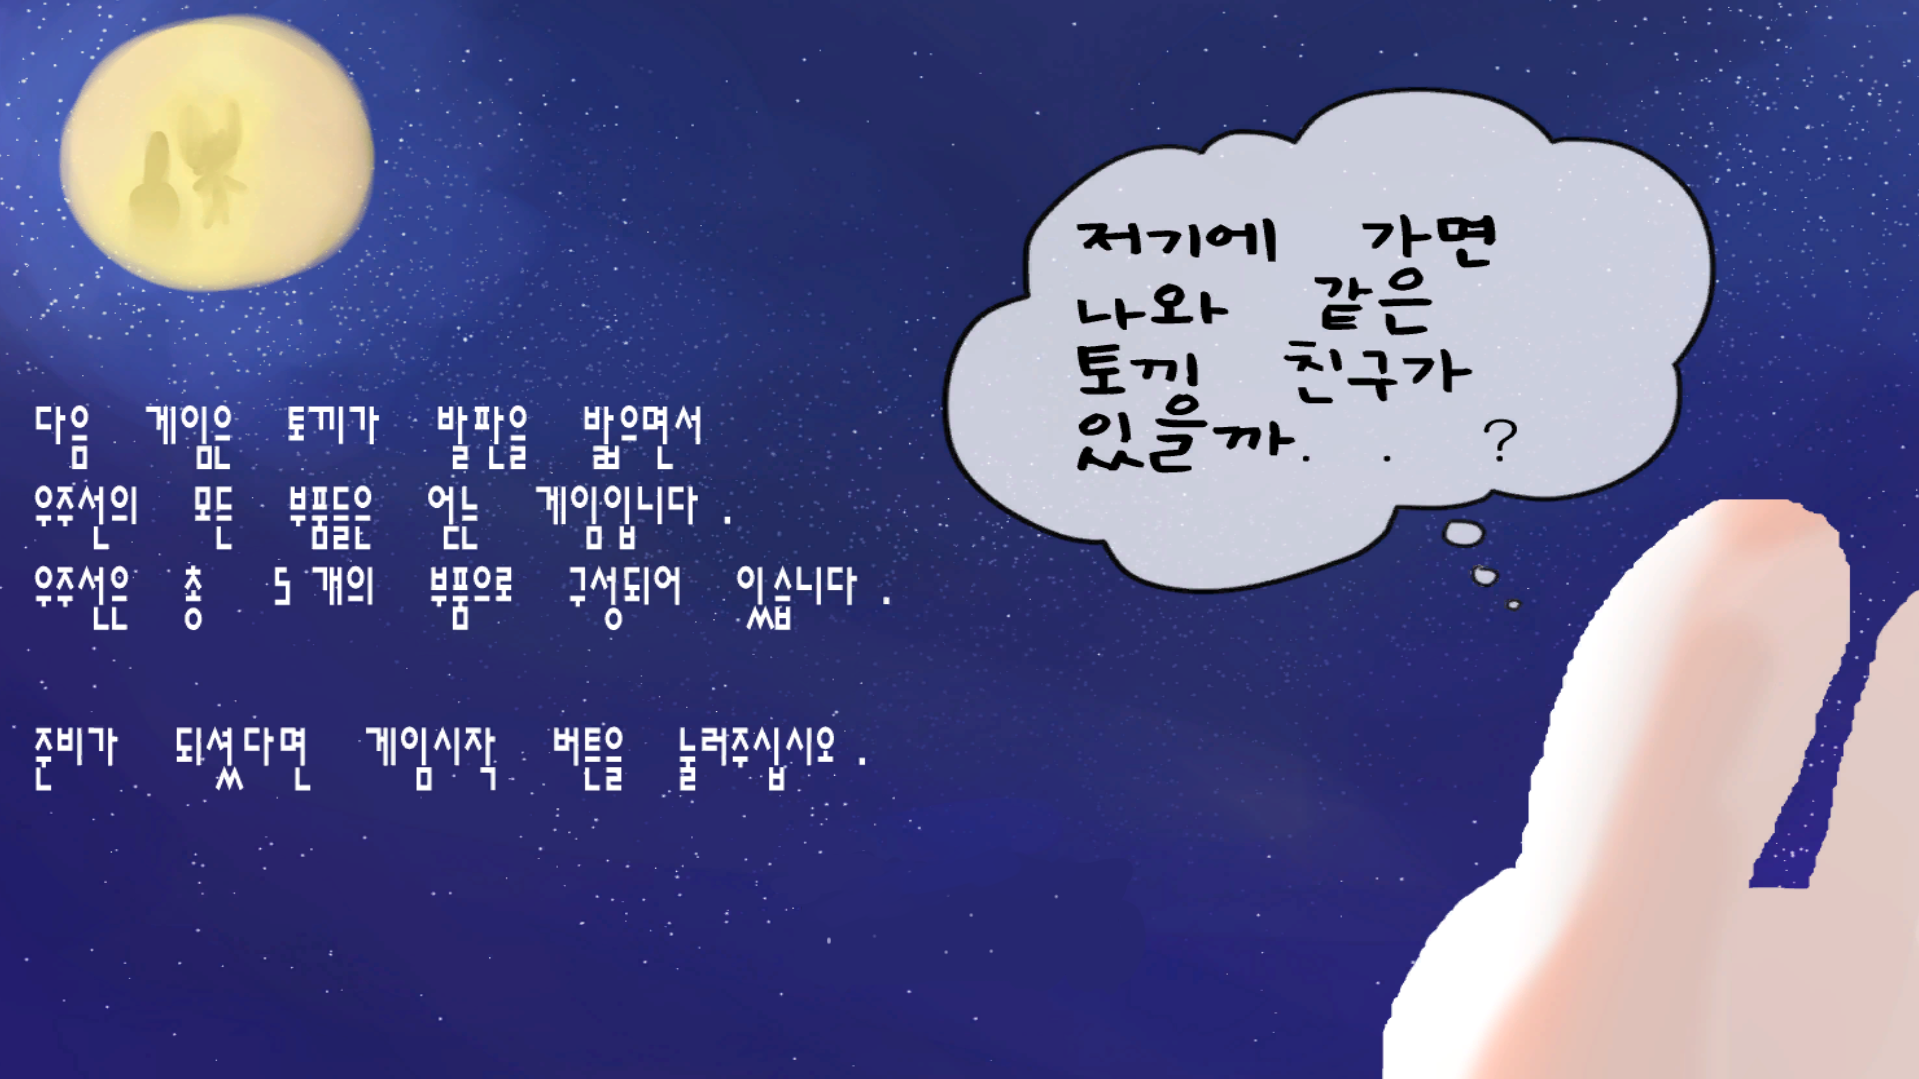 저기에 가면
나와 같은
토끼 친구가
있을까. . ?
다음 게임은 토끼가 발판을 밟으면서
우주선의 모든 부품들은 얻는 게임입니다 .
우주선은 총 5 개의 부품으로 구성되어 있습니다 .
준비가 되셨다면 게임시작 버튼을 눌러주십시오 .